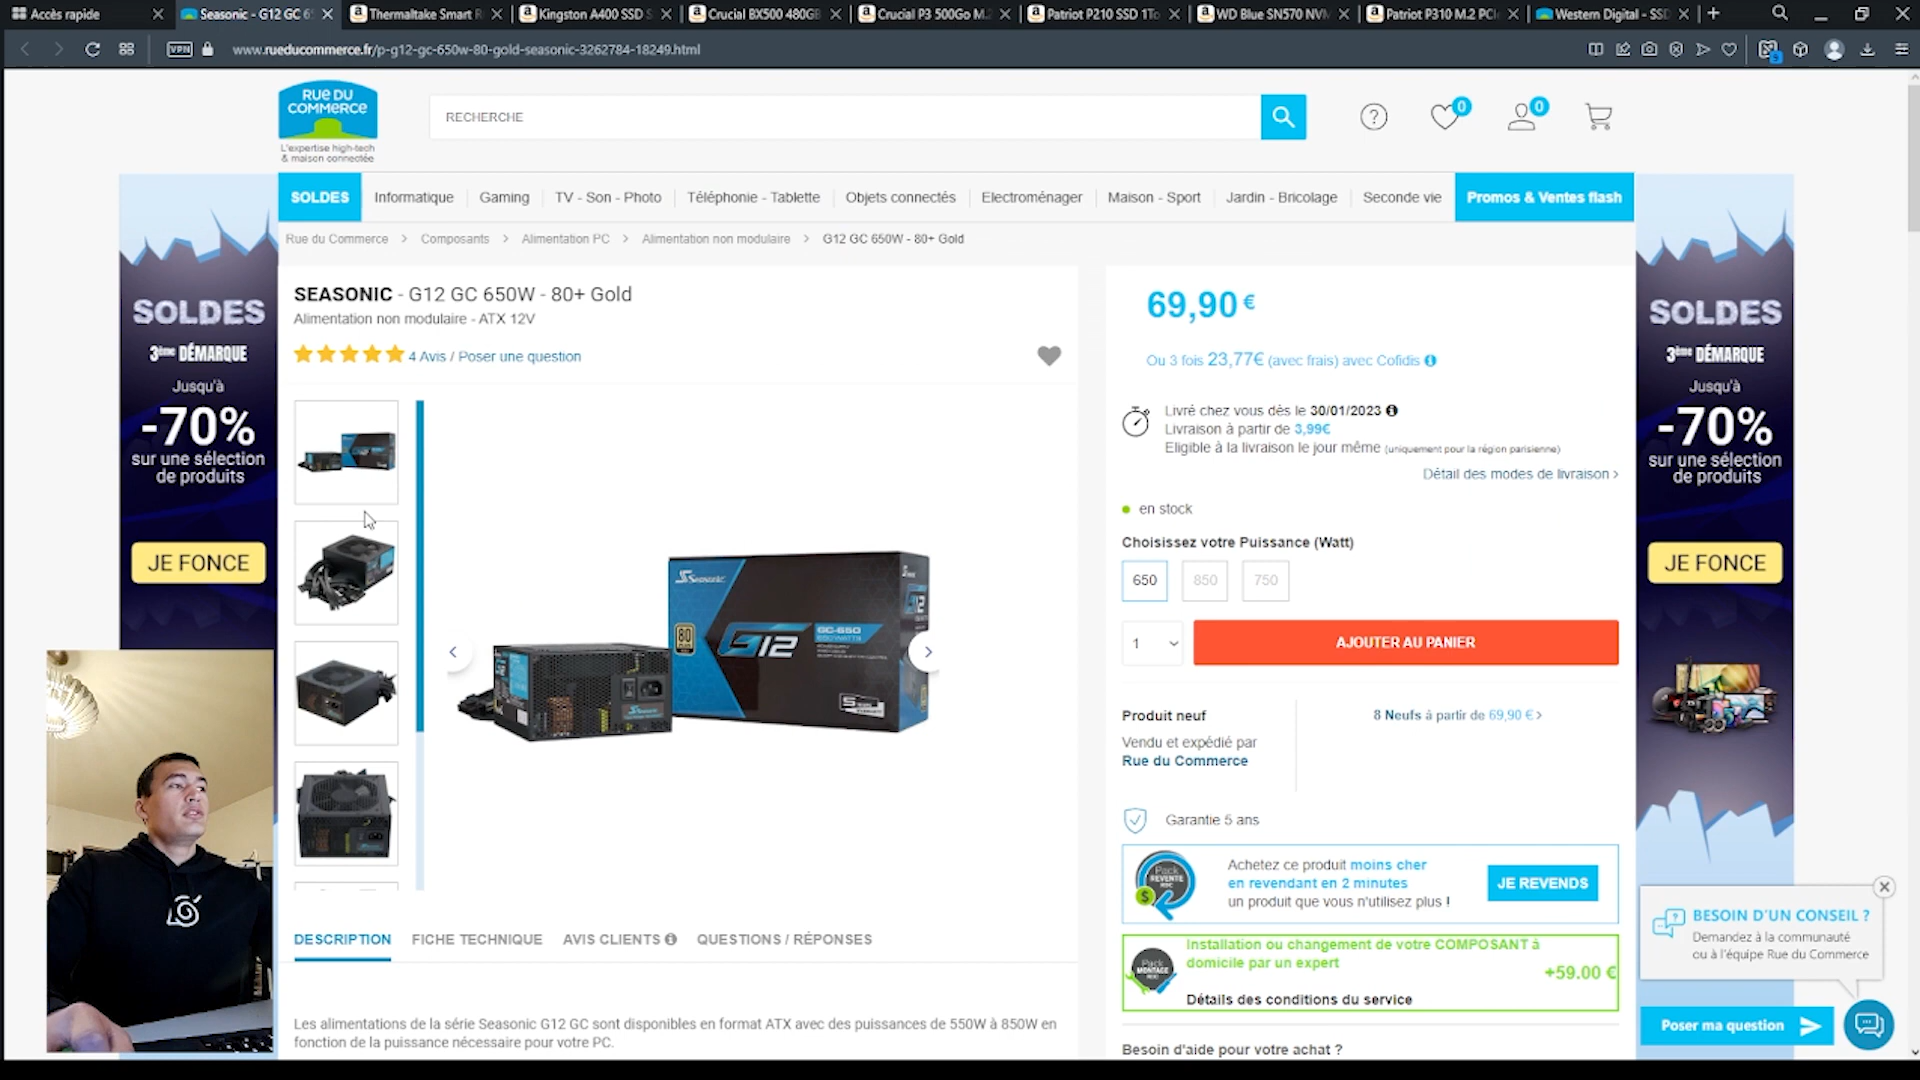 Accès rapide
Seasonic - G12 GC 6
Thermaltake Smart R
Kingston A400 SSD S
Crucial BX500 480GB
Crucial P3 500Go M.2
Patriot P210 SSD 1To
WD Blue SN570 NVM
Patriot P310 M.2 PCIe
Western Digital - SSD
VPN
www.rueducommerce.fr/p-g12-gc-650w-80-gold-seasonic-3262784-18249.html
RUE DU
COMMERCE
L'expertise high-tech
& maison connectée
RECHERCHE
0
0
SOLDES
Informatique
Gaming
TV - Son - Photo
Téléphonie - Tablette
Objets connectés
Electroménager
Maison - Sport
Jardin - Bricolage
Seconde vie
Promos & Ventes flash
Rue du Commerce > Composants > Alimentation PC > Alimentation non modulaire > G12 GC 650W - 80+ Gold
SEASONIC - G12 GC 650W - 80+ Gold
Alimentation non modulaire - ATX 12V
4 Avis / Poser une question
SOLDES
3ème DÉMARQUE
Jusqu'à
-70%
sur une sélection
de produits
JE FONCE
Seasonic
80
G12
GC-650
DESCRIPTION
FICHE TECHNIQUE
AVIS CLIENTS
QUESTIONS / RÉPONSES
Les alimentations de la série Seasonic G12 GC sont disponibles en format ATX avec des puissances de 550W à 850W en
fonction de la puissance nécessaire pour votre PC.
69,90 €
Ou 3 fois 23,77€ (avec frais) avec Cofidis
Livré chez vous dès le 30/01/2023
Livraison à partir de 3,99€
Eligible à la livraison le jour même (uniquement pour la région parisienne)
Détail des modes de livraison >
en stock
Choisissez votre Puissance (Watt)
650
850
750
1
AJOUTER AU PANIER
Produit neuf
Vendu et expédié par
Rue du Commerce
8 Neufs à partir de 69,90 € >
Garantie 5 ans
Pack
REVENTE
Achetez ce produit moins cher
en revendant en 2 minutes
un produit que vous n'utilisez plus !
JE REVENDS
Pack
MONTAGE
Installation ou changement de votre COMPOSANT à
domicile par un expert
+59.00 €
Détails des conditions du service
Besoin d'aide pour votre achat ?
SOLDES
3ème DÉMARQUE
Jusqu'à
-70%
sur une sélection
de produits
JE FONCE
BESOIN D'UN CONSEIL ?
Demandez à la communauté
ou à l'équipe Rue du Commerce
Poser ma question